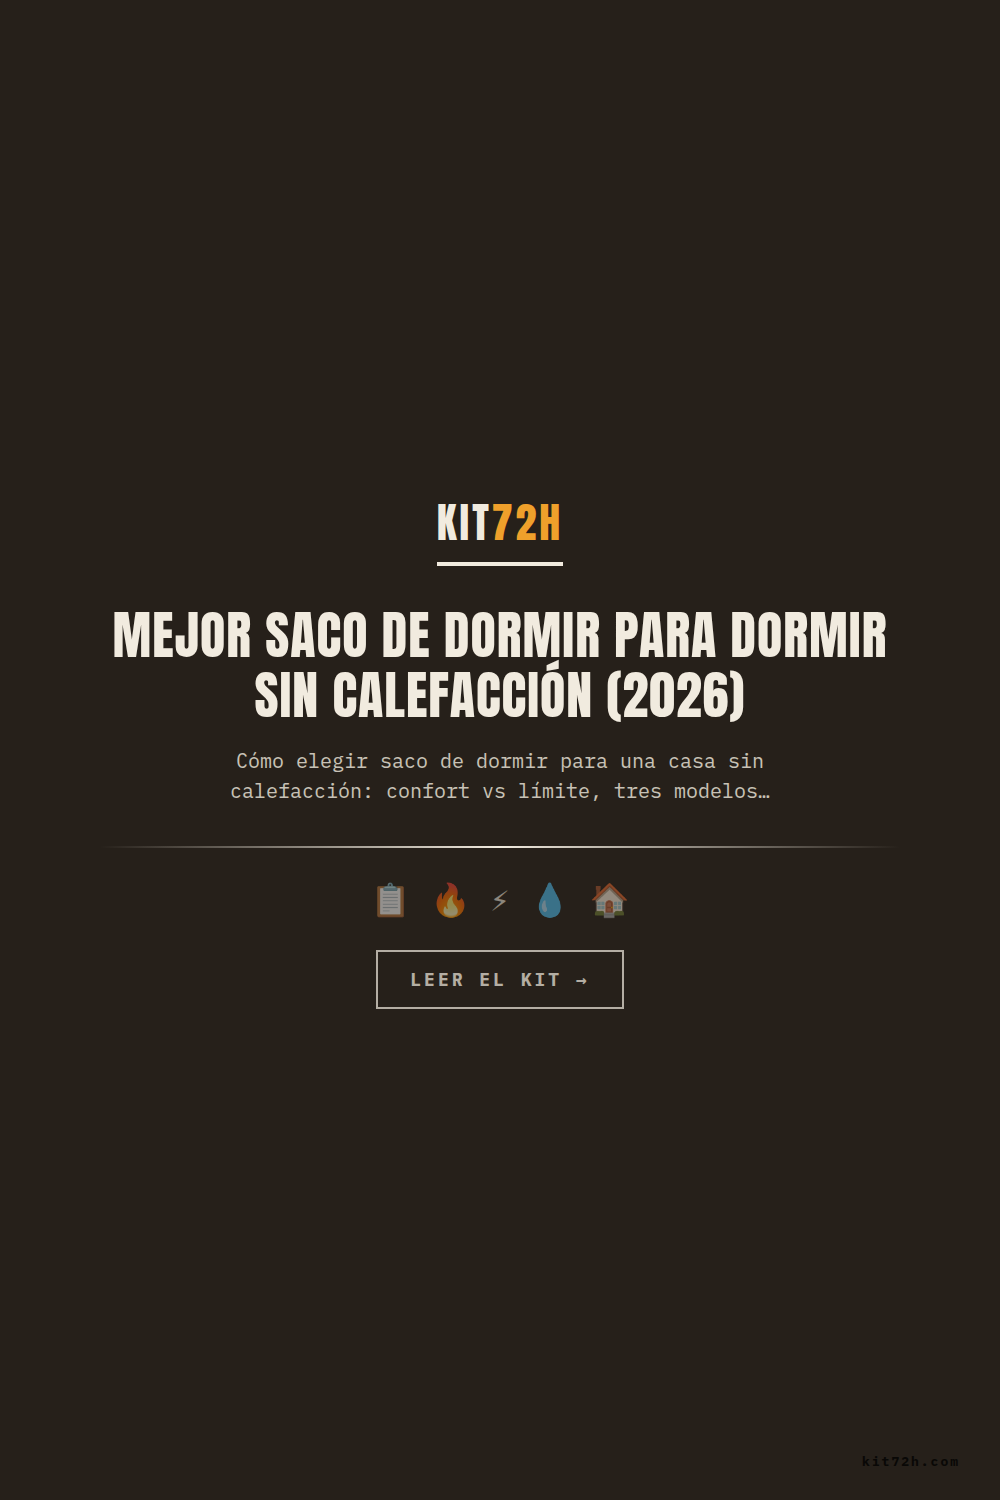 KIT72H
MEJOR SACO DE DORMIR PARA DORMIR
SIN CALEFACCIÓN (2026)
Cómo elegir saco de dormir para una casa sin
calefacción: confort vs límite, tres modelos…
LEER EL KIT →
kit72h.com